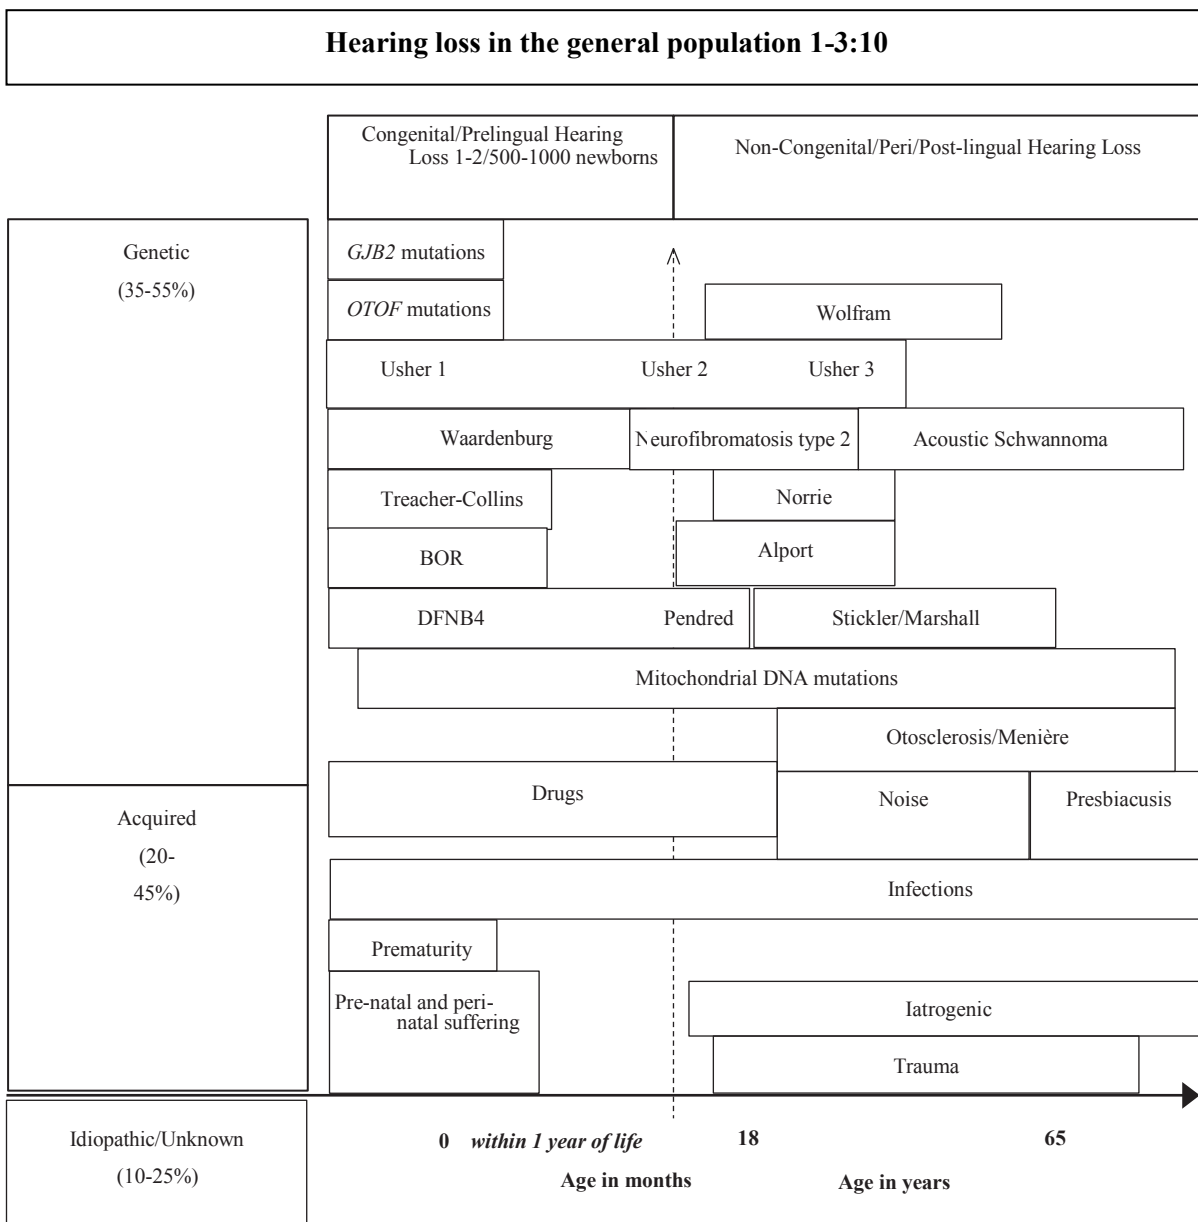 Hearing loss in the general population 1-3:10
Congenital/Prelingual Hearing
Loss 1-2/500-1000 newborns
Non-Congenital/Peri/Post-lingual Hearing Loss
Genetic
(35-55%)
GJB2 mutations
OTOF mutations
Wolfram
Usher 1 Usher 2 Usher 3
Waardenburg
Neurofibromatosis type 2
Acoustic Schwannoma
Treacher-Collins
Norrie
BOR
Alport
DFNB4 Pendred
Stickler/Marshall
Mitochondrial DNA mutations
Otosclerosis/Menière
Acquired
(20-
45%)
Drugs
Noise
Presbiacusis
Infections
Prematurity
Pre-natal and peri-
natal suffering
Iatrogenic
Trauma
Idiopathic/Unknown
(10-25%)
0 within 1 year of life 18 65
Age in months Age in years